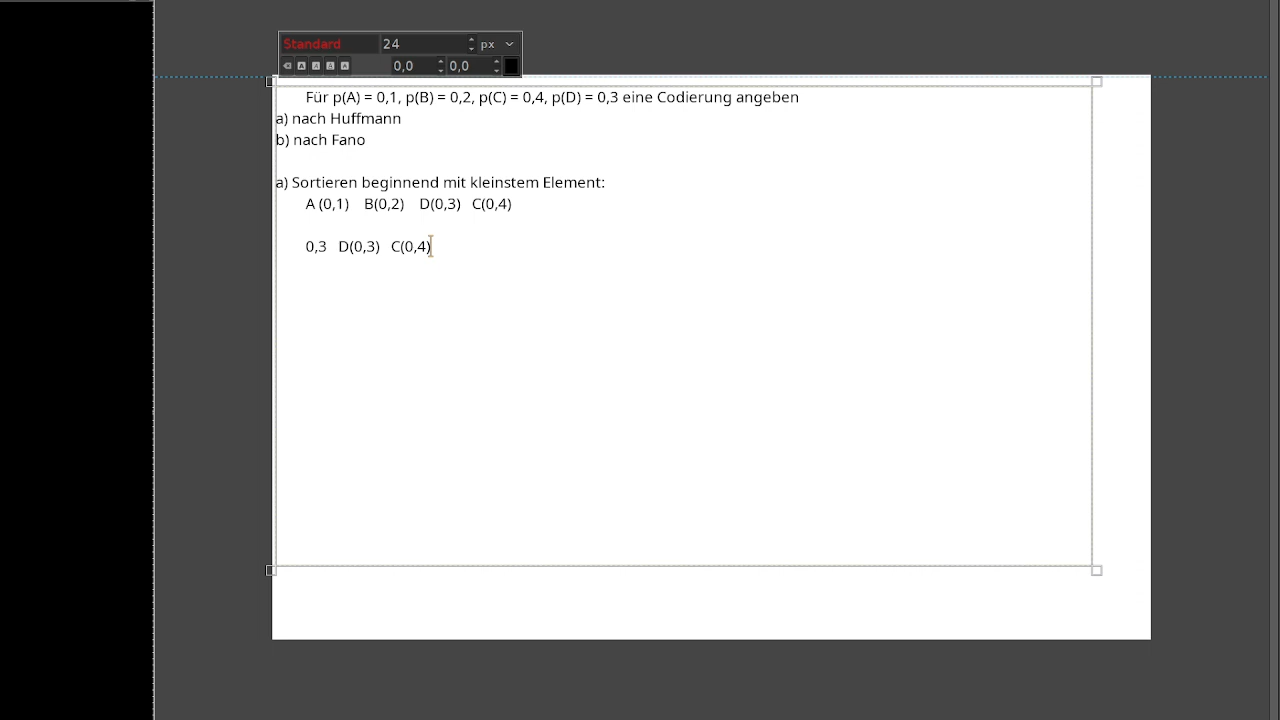 Standard 24 px
0,0 0,0
Für p(A) = 0,1, p(B) = 0,2, p(C) = 0,4, p(D) = 0,3 eine Codierung angeben
a) nach Huffmann
b) nach Fano
a) Sortieren beginnend mit kleinstem Element:
A (0,1) B(0,2) D(0,3) C(0,4)
0,3 D(0,3) C(0,4)